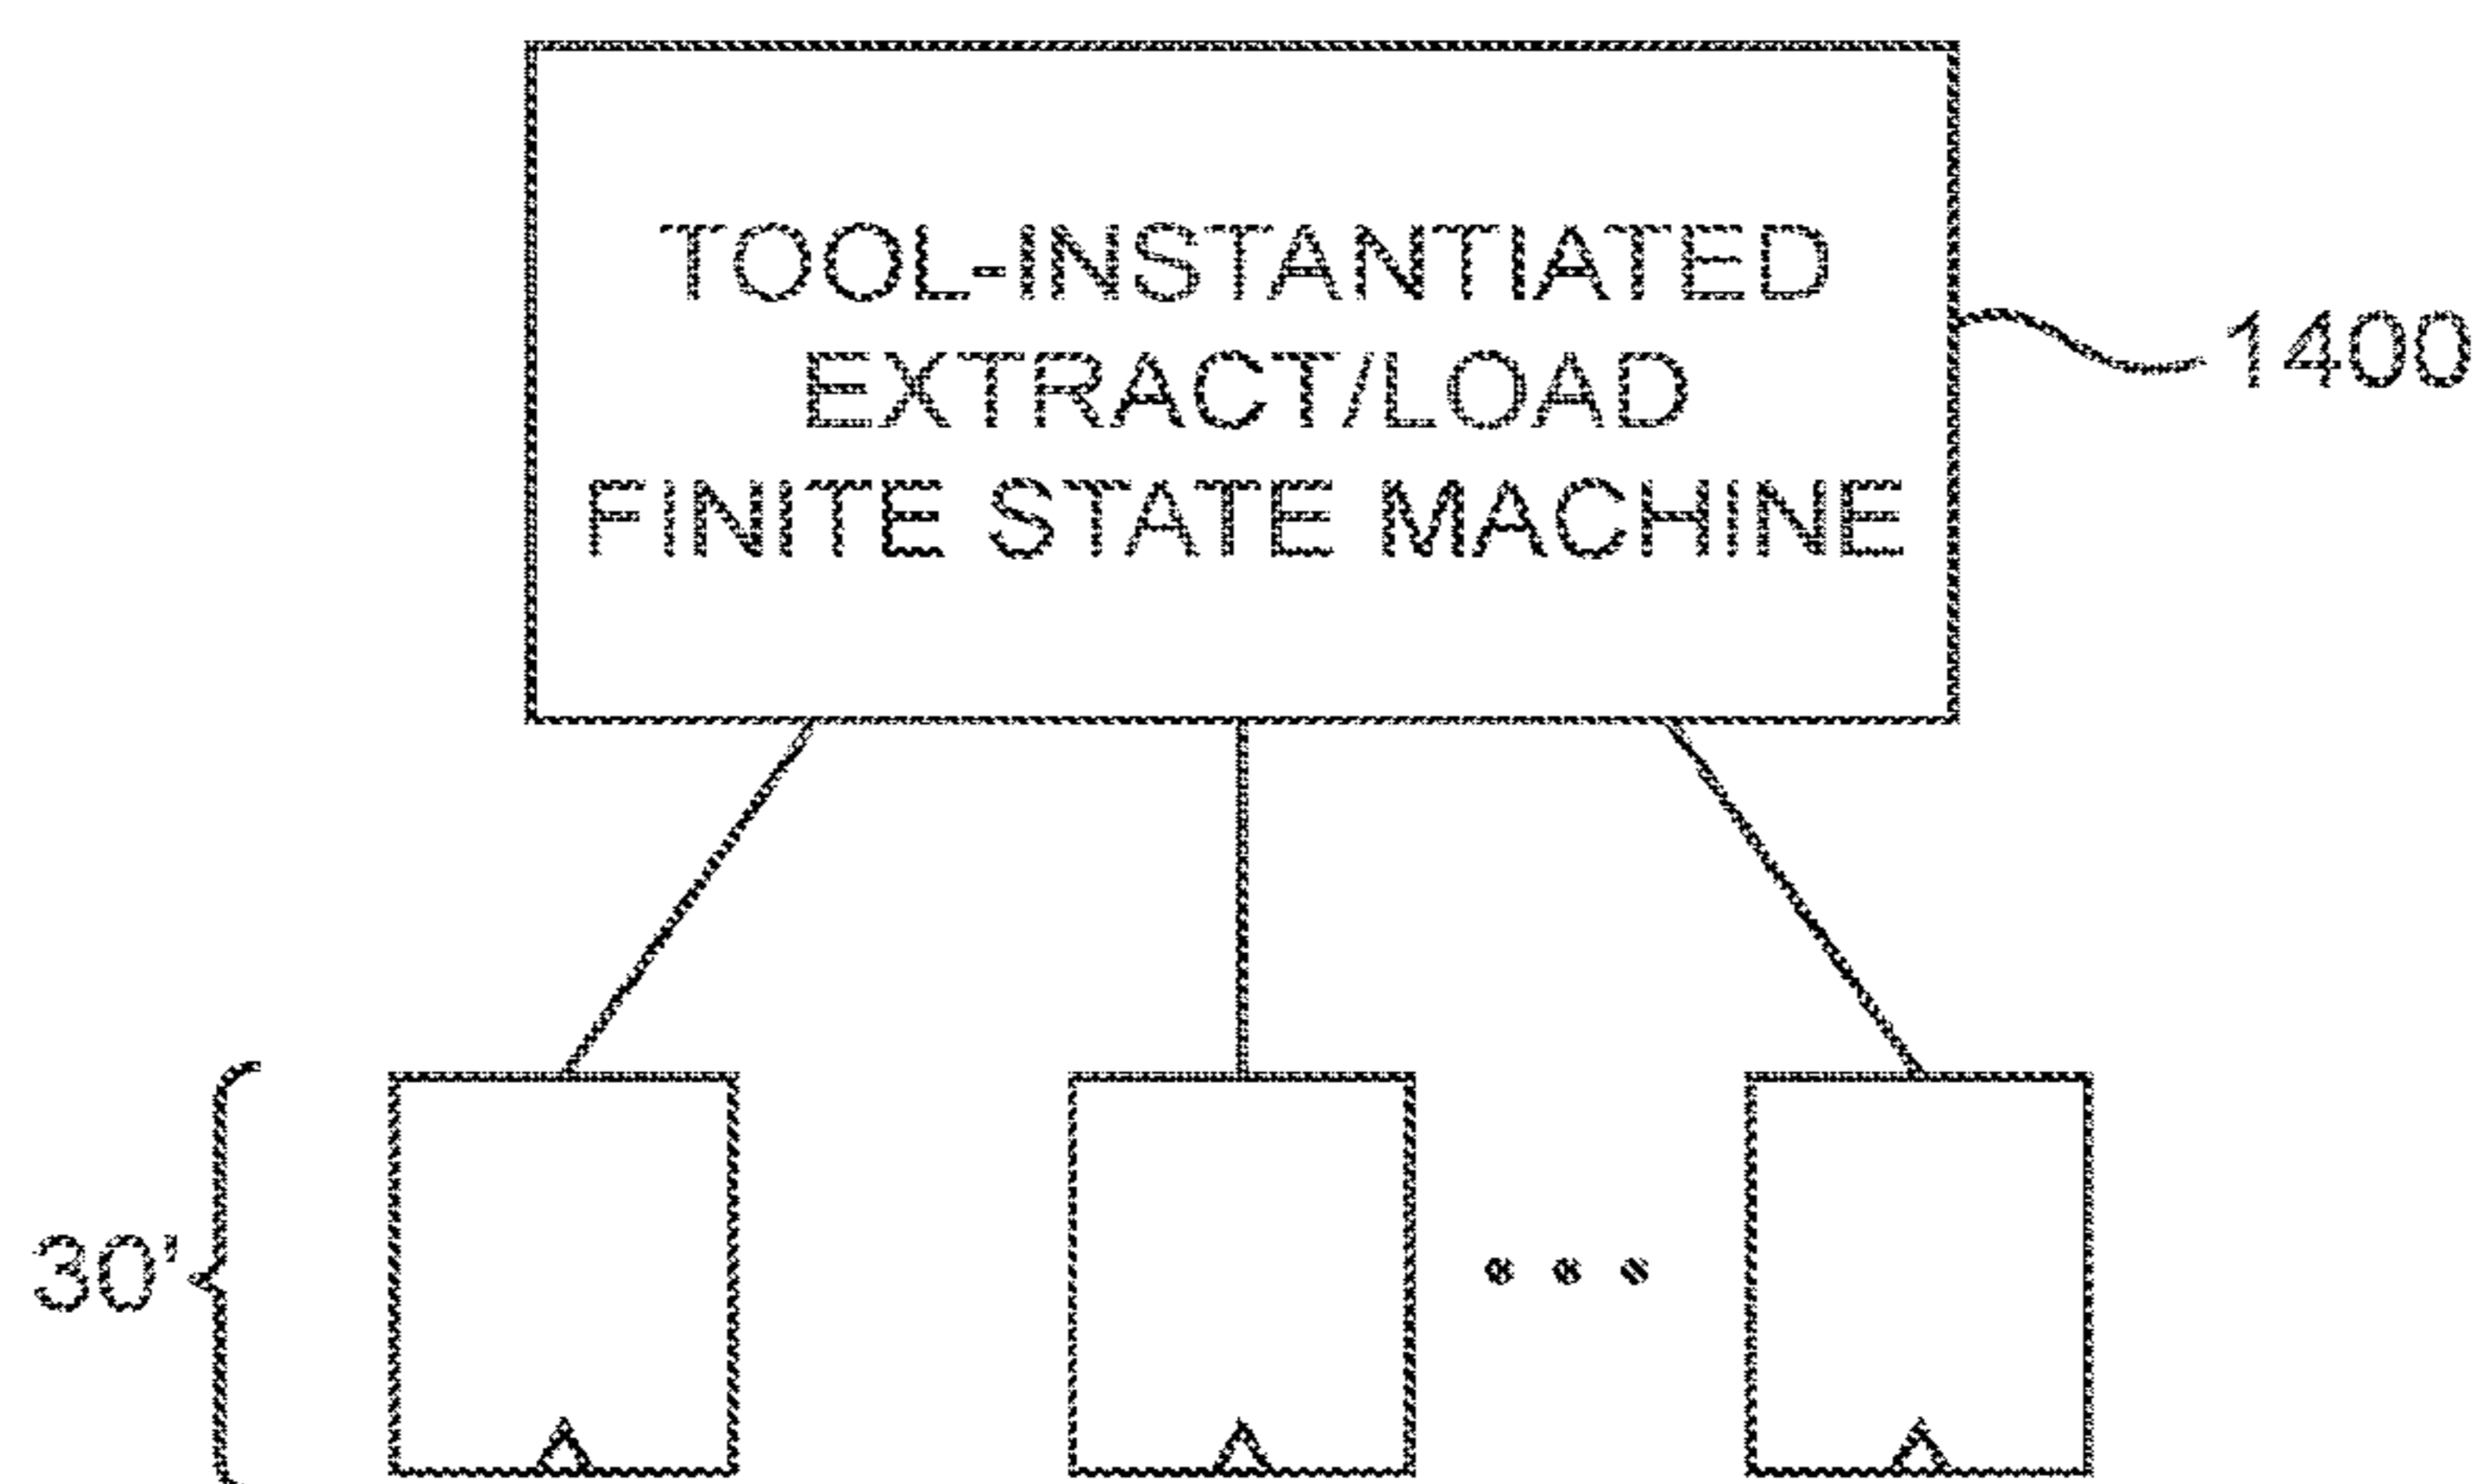 TOOL-INSTANTIATED
EXTRACT/LOAD
FINITE STATE MACHINE
1400
30'